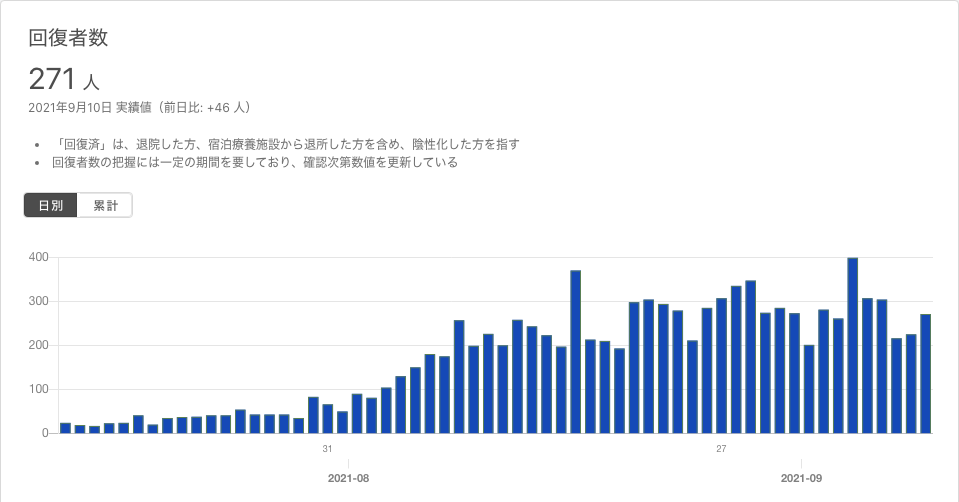 回復者数
271 人
2021年9月10日 実績値（前日比: +46 人）
「回復済」は、退院した方、宿泊療養施設から退所した方を含め、陰性化した方を指す
回復者数の把握には一定の期間を要しており、確認次第数値を更新している
日別 累計
400
300
200
100
0
31 27
2021-08 2021-09